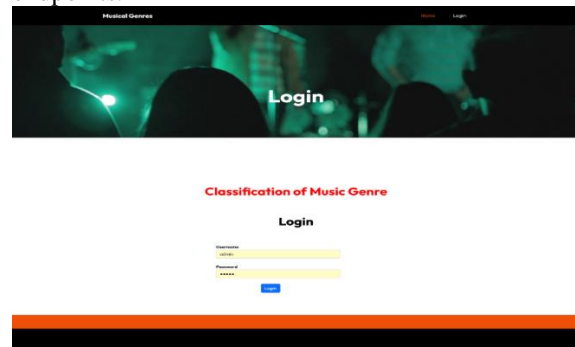 Musical Genres Home Login
Login
Classification of Music Genre
Login
Username
admin
Password
•••••
Login